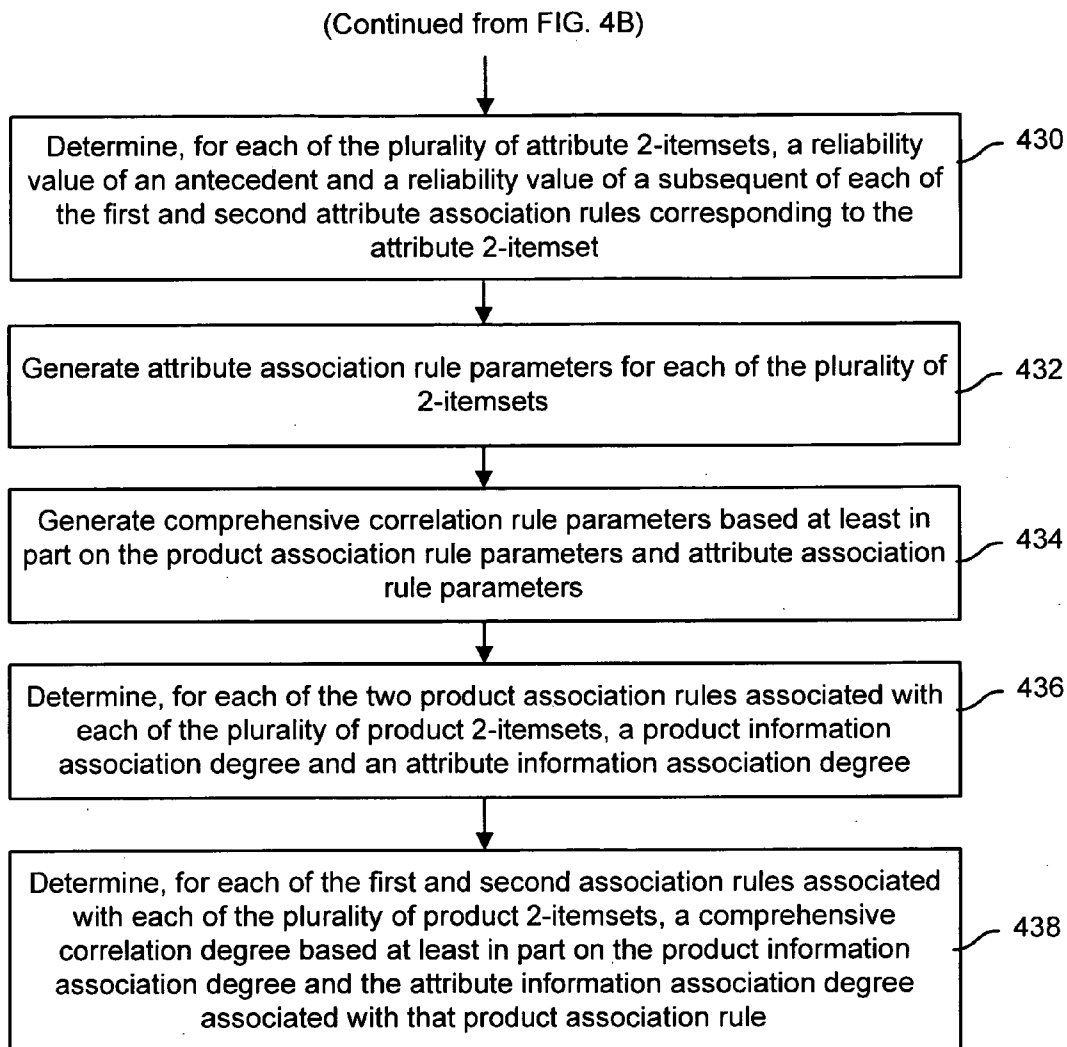 (Continued from FIG. 4B)
Determine, for each of the plurality of attribute 2-itemsets, a reliability
value of an antecedent and a reliability value of a subsequent of each of
the first and second attribute association rules corresponding to the
attribute 2-itemset
430
Generate attribute association rule parameters for each of the plurality of
2-itemsets
432
Generate comprehensive correlation rule parameters based at least in
part on the product association rule parameters and attribute association
rule parameters
434
Determine, for each of the two product association rules associated with
each of the plurality of product 2-itemsets, a product information
association degree and an attribute information association degree
436
Determine, for each of the first and second association rules associated
with each of the plurality of product 2-itemsets, a comprehensive
correlation degree based at least in part on the product information
association degree and the attribute information association degree
associated with that product association rule
438